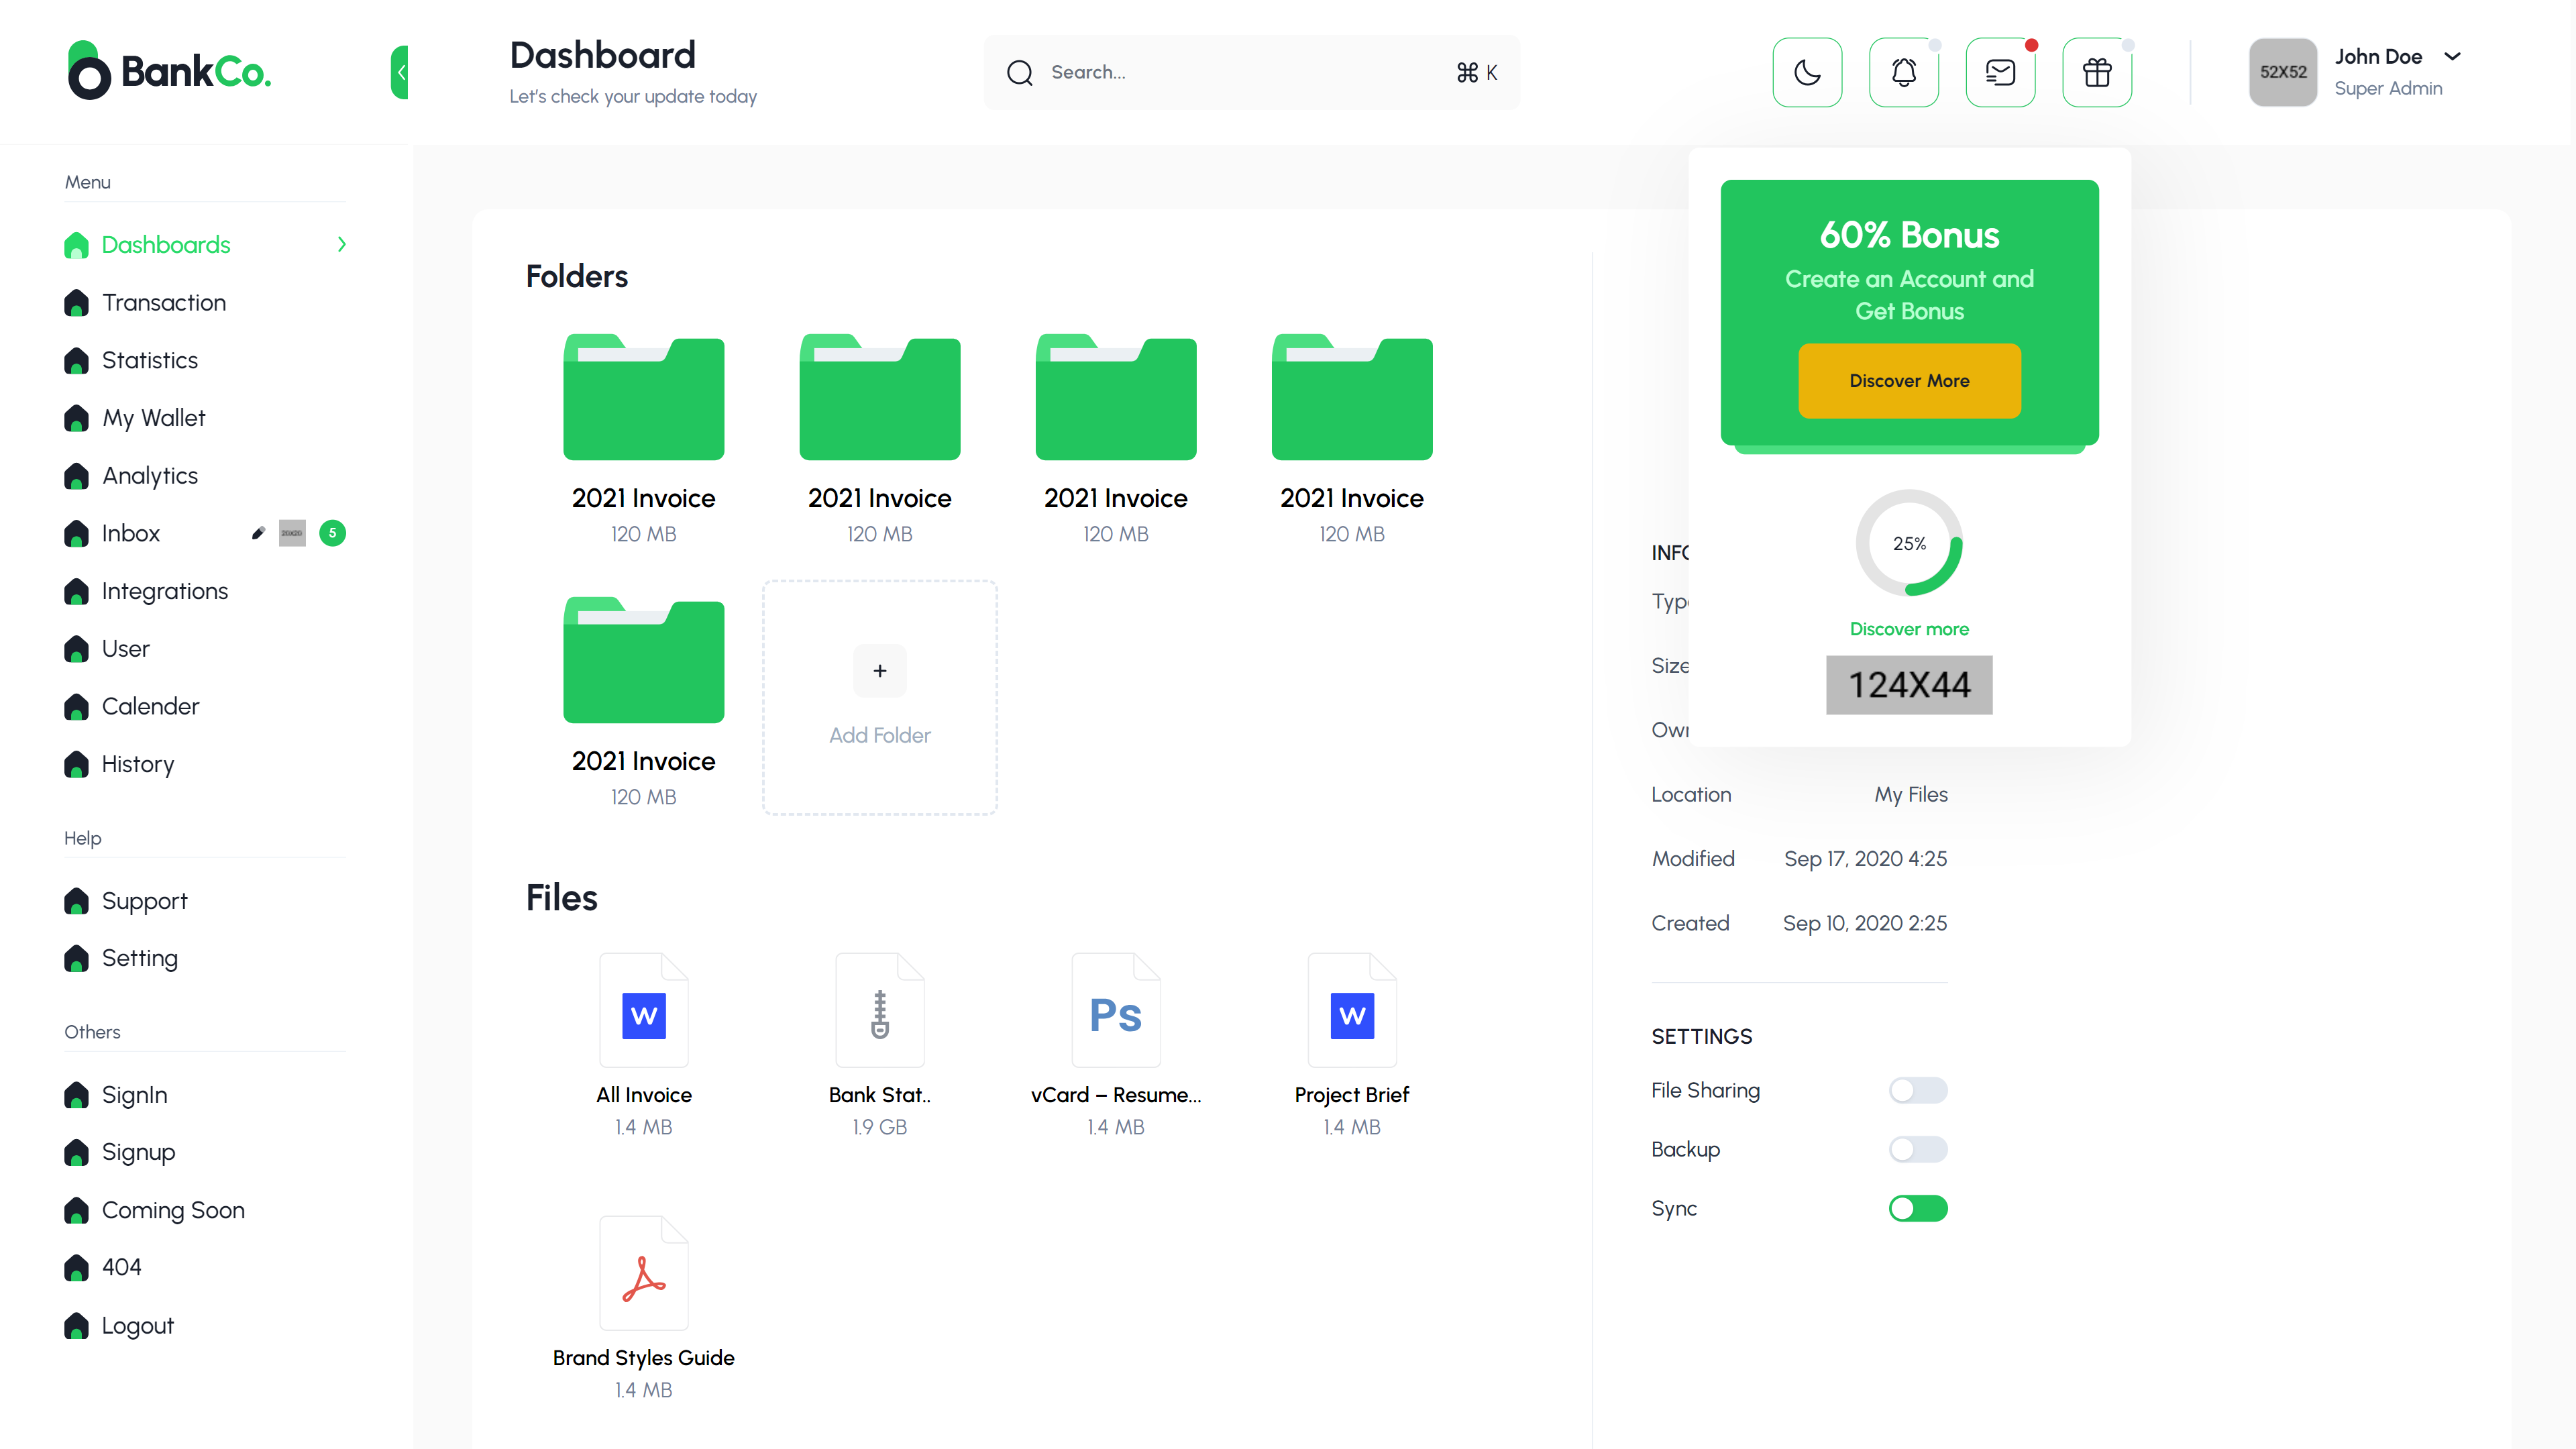 BankCo.
Dashboard
Let's check your update today
Search...
⌘ K
52X52
John Doe
Super Admin
Menu
Dashboards
Transaction
Statistics
My Wallet
Analytics
Inbox
5
Integrations
User
Calender
History
Help
Support
Setting
Others
SignIn
Signup
Coming Soon
404
Logout
Folders
2021 Invoice
120 MB
2021 Invoice
120 MB
2021 Invoice
120 MB
2021 Invoice
120 MB
2021 Invoice
120 MB
+
Add Folder
Files
W
All Invoice
1.4 MB
Bank Stat..
1.9 GB
Ps
vCard – Resume...
1.4 MB
W
Project Brief
1.4 MB
Brand Styles Guide
1.4 MB
60% Bonus
Create an Account and
Get Bonus
Discover More
25%
Discover more
124X44
Size
Location
My Files
Modified
Sep 17, 2020 4:25
Created
Sep 10, 2020 2:25
SETTINGS
File Sharing
Backup
Sync